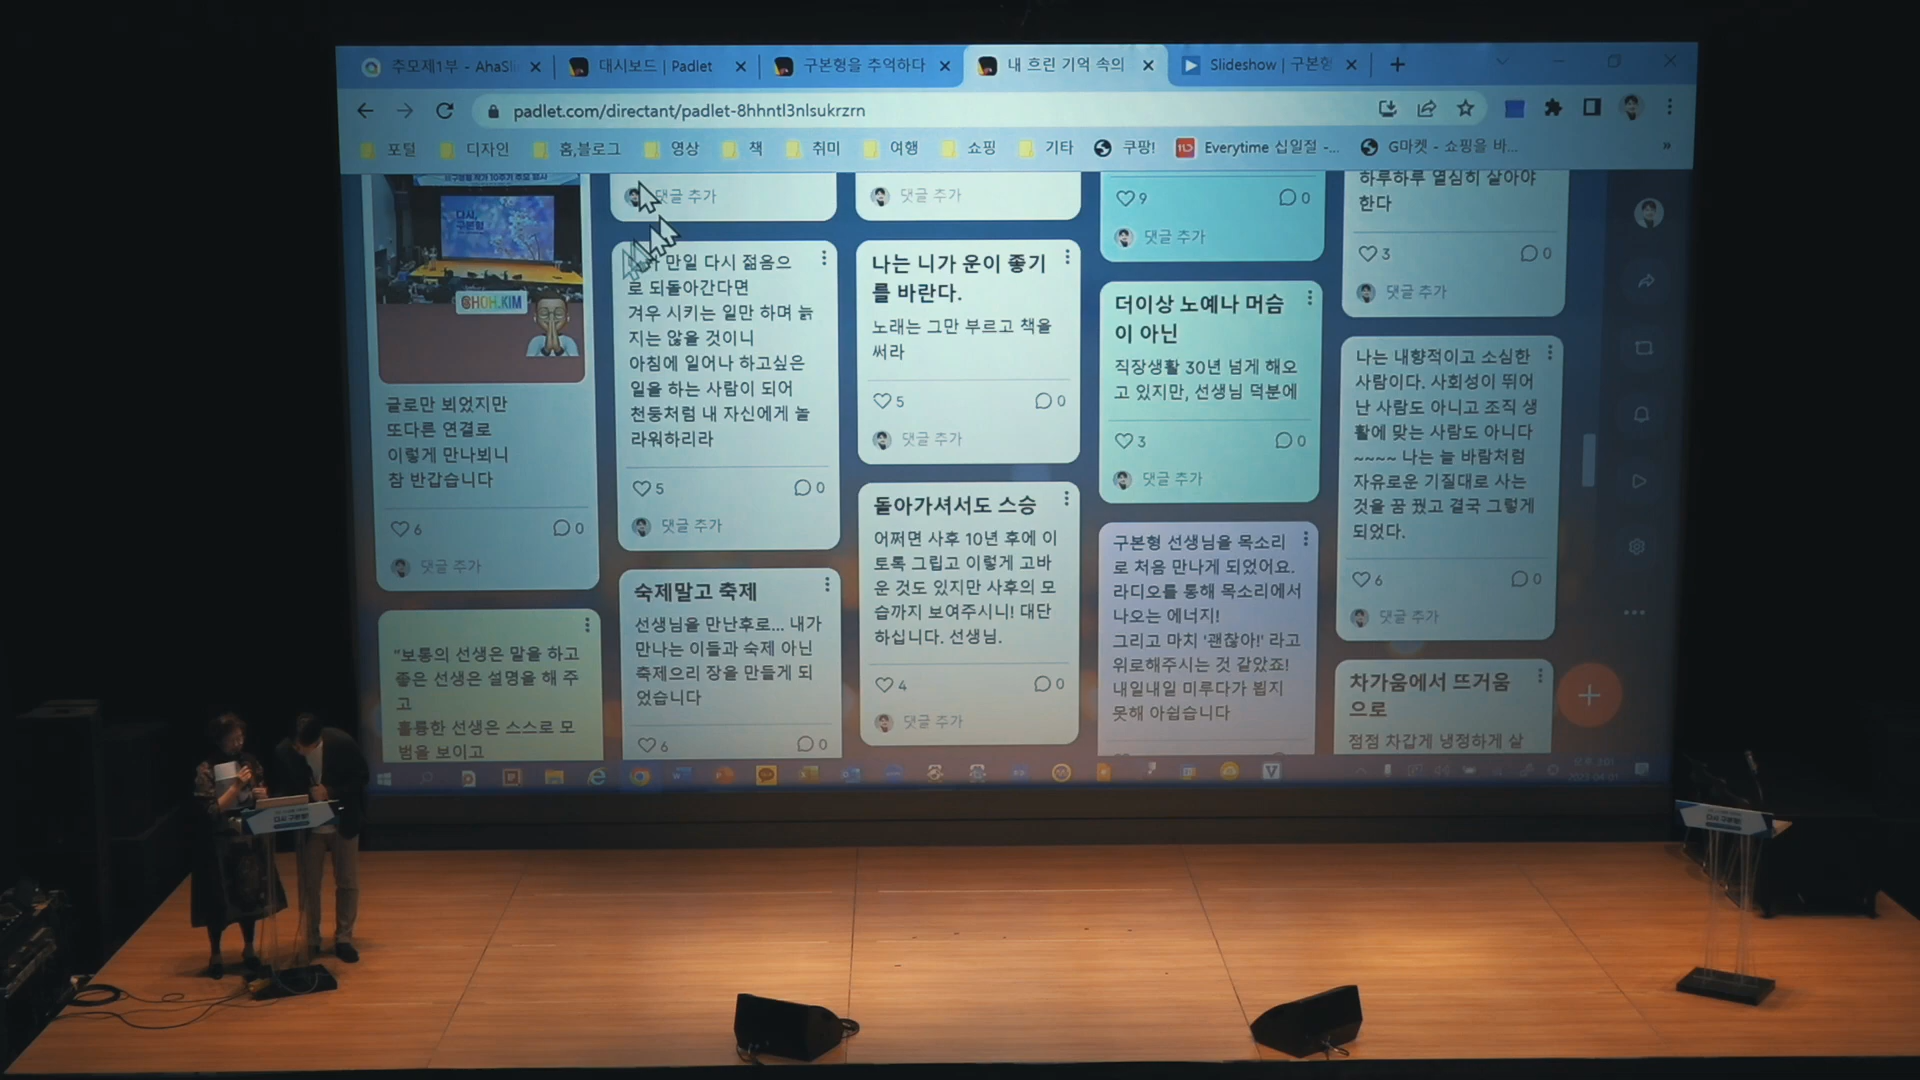 추모제1부 - AhaSli
대시보드 | Padlet
구본형을 추억하다
내 흐린 기억 속의
Slideshow | 구본형
padlet.com/directant/padlet-8hhntl3nlsukrzrn
포털
디자인
홈,블로그
영상
책
취미
여행
쇼핑
기타
쿠팡!
Everytime 십일절 -...
G마켓 - 쇼핑을 바...
»
다시,
구본형
CHOH.KIM
글로만 뵈었지만
또다른 연결로
이렇게 만나뵈니
참 반갑습니다
6
0
댓글 추가
"보통의 선생은 말을 하고
좋은 선생은 설명을 해 주
고
훌륭한 선생은 스스로 모
범을 보이고
댓글 추가
만일 다시 젊음으
로 되돌아간다면
겨우 시키는 일만 하며 늙
지는 않을 것이니
아침에 일어나 하고싶은
일을 하는 사람이 되어
천둥처럼 내 자신에게 놀
라워하리라
5
0
댓글 추가
숙제말고 축제
선생님을 만난후로... 내가
만나는 이들과 숙제 아닌
축제요리 장을 만들게 되
었습니다
6
0
댓글 추가
나는 니가 운이 좋기
를 바란다.
노래는 그만 부르고 책을
써라
5
0
댓글 추가
돌아가셔서도 스승
어쩌면 사후 10년 후에 이
토록 그립고 이렇게 고바
운 것도 있지만 사후의 모
습까지 보여주시니! 대단
하십니다. 선생님.
4
0
댓글 추가
9
0
댓글 추가
더이상 노예나 머슴
이 아닌
직장생활 30년 넘게 해오
고 있지만, 선생님 덕분에
3
0
댓글 추가
구본형 선생님을 목소리
로 처음 만나게 되었어요.
라디오를 통해 목소리에서
나오는 에너지!
그리고 마치 '괜찮아!' 라고
위로해주시는 것 같았죠!
내일내일 미루다가 뵙지
못해 아쉽습니다
하루하루 열심히 살아야
한다
3
0
댓글 추가
나는 내향적이고 소심한
사람이다. 사회성이 뛰어
난 사람도 아니고 조직 생
활에 맞는 사람도 아니다
~~~~ 나는 늘 바람처럼
자유로운 기질대로 사는
것을 꿈 꿨고 결국 그렇게
되었다.
6
0
댓글 추가
차가움에서 뜨거움
으로
점점 차갑게 냉정하게 살
다시 구본형!
다시 구본형!